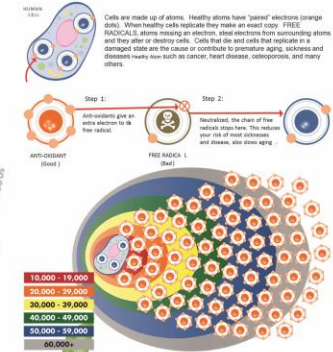 HUMAN
CELL
Cells are made up of atoms. Healthy atoms have "paired" electrons (orange
dots). When healthy cells replicate they make an exact copy. FREE
RADICALS, atoms missing an electron, steal electrons from surrounding atoms
and they alter or destroy cells. Cells that die and cells that replicate in a
damaged state are the cause or contribute to premature aging, sickness and
diseases Healthy Atom such as cancer, heart disease, osteoporosis, and many
others.
Step 1:
Anti-oxidants give an
extra electron to
free radical.
Step 2:
Neutralized, the chain of free
radicals stops here. This reduces
your risk of most sicknesses
and disease, also slows aging .
ANTI-OXIDANT
(Good )
FREE RADICA L
(Bad)
10,000 - 19,000
20,000 - 29,000
30,000 - 39,000
40,000 - 49,000
50,000 - 59,000
60,000+